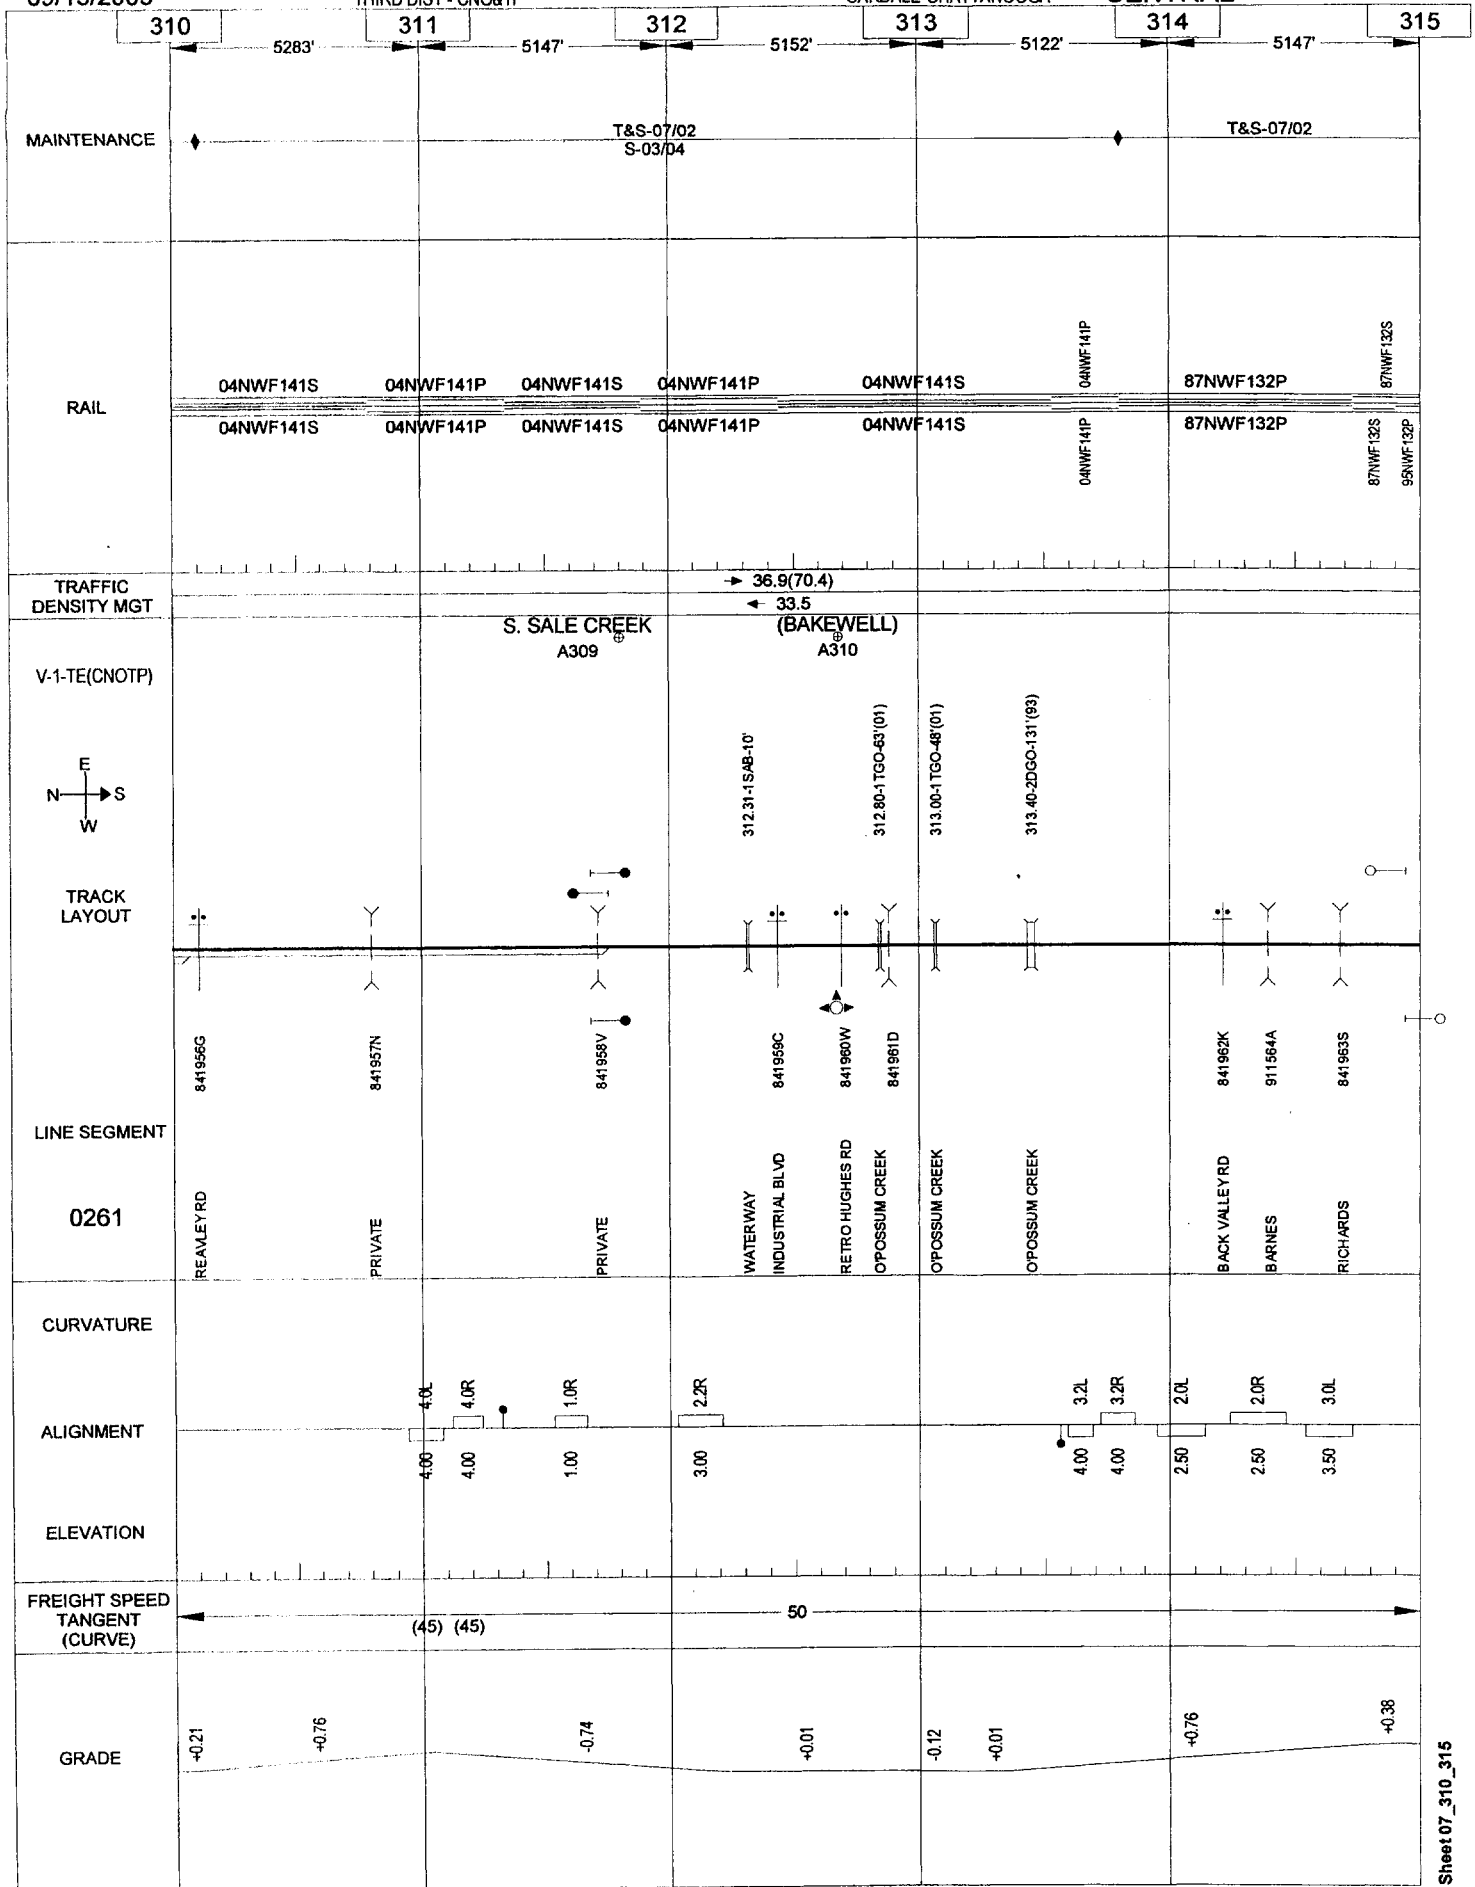 310 311 312 313 314 315
5283' 5147' 5152' 5122' 5147'
MAINTENANCE
T&S-07/02
S-03/04
T&S-07/02
RAIL
04NWF141S 04NWF141P 04NWF141S 04NWF141P 04NWF141S 04NWF141P 87NWF132P 87NWF132S
04NWF141S 04NWF141P 04NWF141S 04NWF141P 04NWF141S 04NWF141P 87NWF132P 87NWF132S 95NWF132P
TRAFFIC
DENSITY MGT
36.9(70.4)
33.5
S. SALE CREEK
A309
(BAKEWELL)
A310
V-1-TE(CNOTP)
E
N S
W
312.31-1SAB-10'
312.80-1TGO-63'(01)
313.00-1TGO-48'(01)
313.40-2DGO-131'(93)
TRACK
LAYOUT
841956G
841957N
841958V
841959C
841960W
841961D
841962K
911564A
841963S
LINE SEGMENT
0261
REAVLEY RD
PRIVATE
PRIVATE
WATERWAY
INDUSTRIAL BLVD
RETRO HUGHES RD
O'POSSUM CREEK
O'POSSUM CREEK
O'POSSUM CREEK
BACK VALLEY RD
BARNES
RICHARDS
CURVATURE
4.0L 4.0R 1.0R 2.2R 3.2L 3.2R 2.0L 2.0R 3.0L
ALIGNMENT
4.00 4.00 1.00 3.00 4.00 4.00 2.50 2.50 3.50
ELEVATION
FREIGHT SPEED
TANGENT
(CURVE)
50
(45) (45)
GRADE
+0.21 +0.76 -0.74 +0.01 -0.12 +0.01 +0.76 +0.38
Sheet 07_310_315